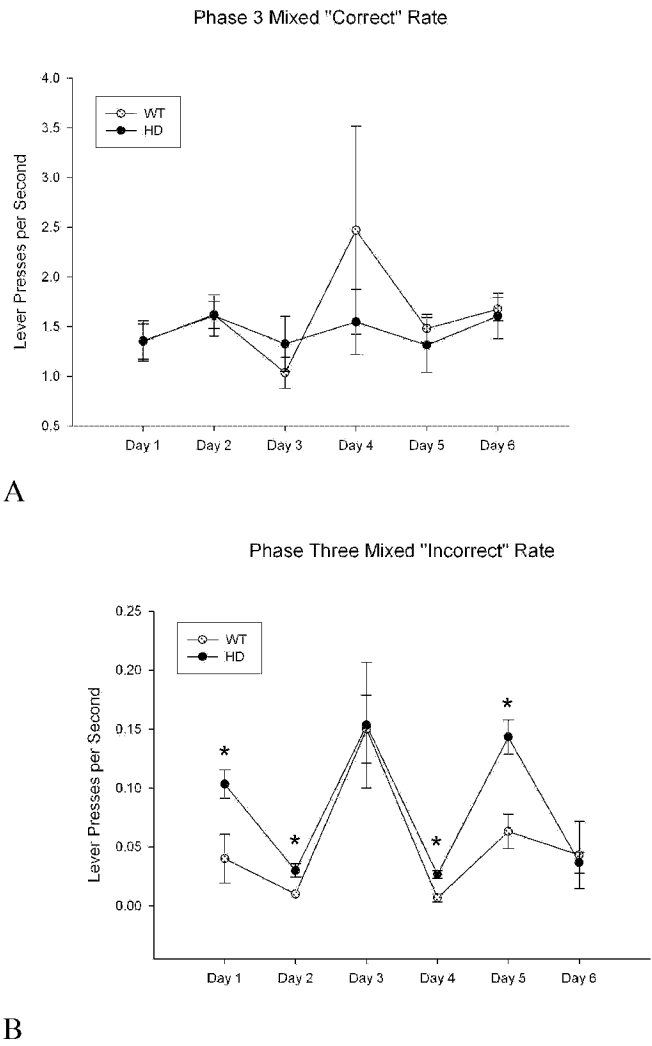 Phase 3 Mixed "Correct" Rate
Lever Presses per Second
4.0
3.5
3.0
2.5
2.0
1.5
1.0
0.5
WT
HD
Day 1 Day 2 Day 3 Day 4 Day 5 Day 6
A
Phase Three Mixed "Incorrect" Rate
Lever Presses per Second
0.25
0.20
0.15
0.10
0.05
0.00
WT
HD
* * * *
Day 1 Day 2 Day 3 Day 4 Day 5 Day 6
B